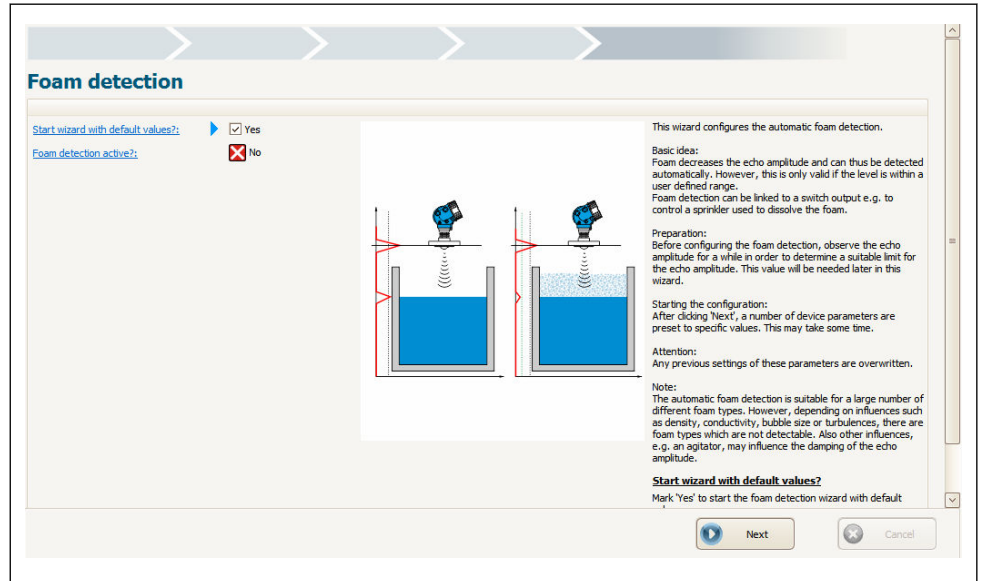 Foam detection
Start wizard with default values?:
Yes
Foam detection active?:
No
This wizard configures the automatic foam detection.
Basic idea:
Foam decreases the echo amplitude and can thus be detected
automatically. However, this is only valid if the level is within a
user defined range.
Foam detection can be linked to a switch output e.g. to
control a sprinkler used to dissolve the foam.
Preparation:
Before configuring the foam detection, observe the echo
amplitude for a while in order to determine a suitable limit for
the echo amplitude. This value will be needed later in this
wizard.
Starting the configuration:
After clicking 'Next', a number of device parameters are
preset to specific values. This may take some time.
Attention:
Any previous settings of these parameters are overwritten.
Note:
The automatic foam detection is suitable for a large number of
different foam types. However, depending on influences such
as density, conductivity, bubble size or turbulences, there are
foam types which are not detectable. Also other influences,
e.g. an agitator, may influence the damping of the echo
amplitude.
Start wizard with default values?
Mark 'Yes' to start the foam detection wizard with default
Next
Cancel